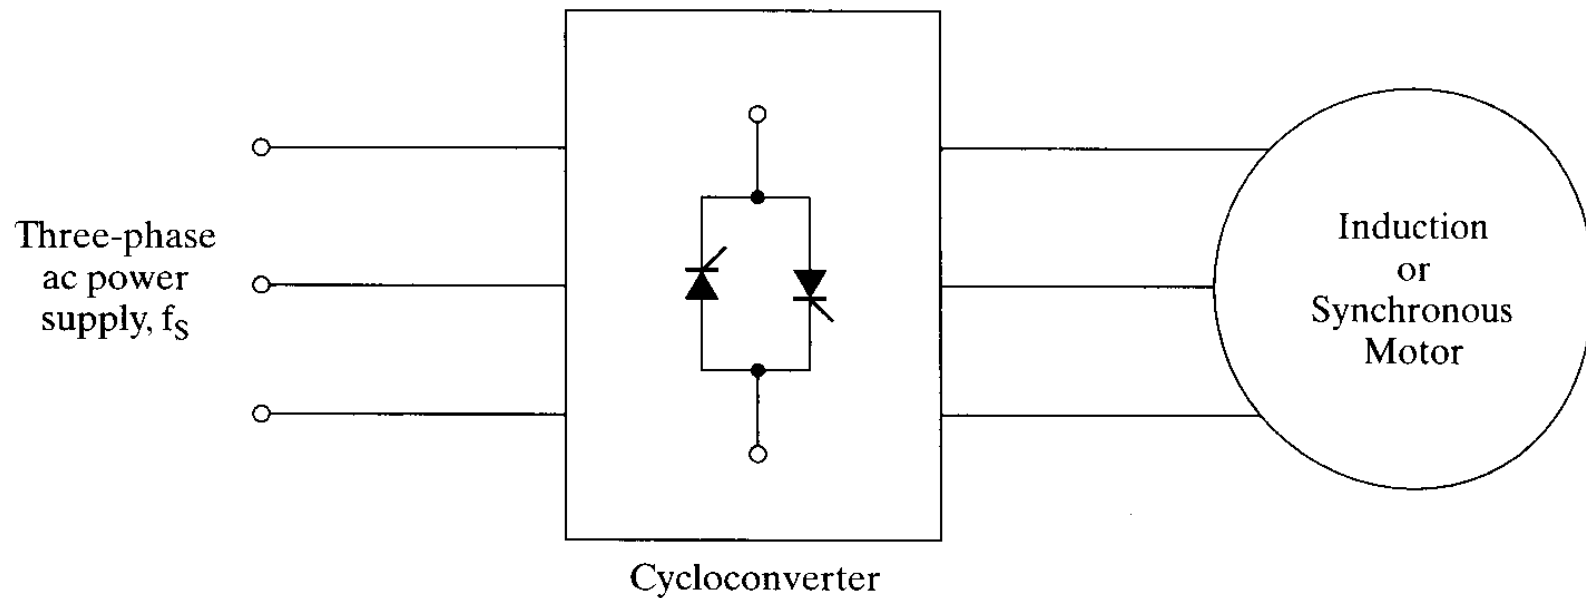 Three-phase
ac power
supply, fS
Cycloconverter
Induction
or
Synchronous
Motor